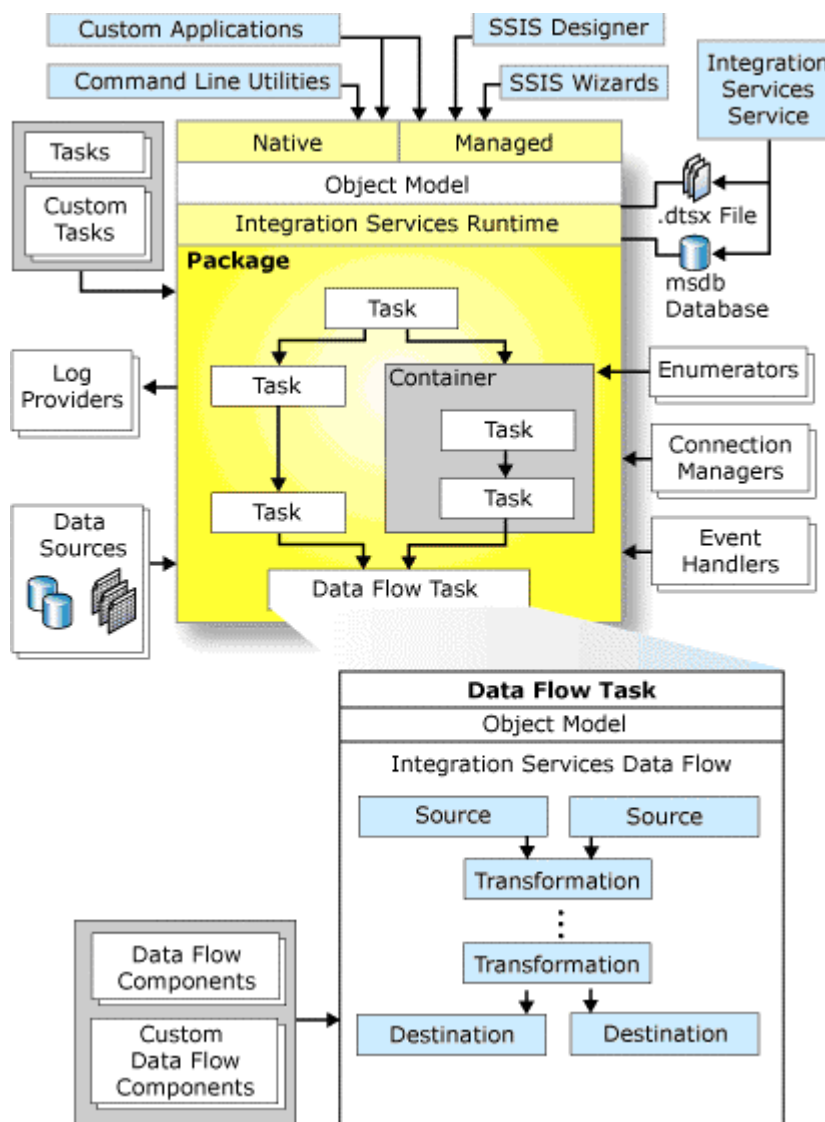 Custom Applications
SSIS Designer
Command Line Utilities
SSIS Wizards
Integration
Services
Service
Tasks
Custom
Tasks
Native
Managed
Object Model
Integration Services Runtime
.dtsx File
msdb
Database
Package
Task
Log
Providers
Task
Container
Task
Task
Task
Enumerators
Connection
Managers
Event
Handlers
Data
Sources
Data Flow Task
Data Flow Task
Object Model
Integration Services Data Flow
Source
Source
Transformation
Transformation
Destination
Destination
Data Flow
Components
Custom
Data Flow
Components